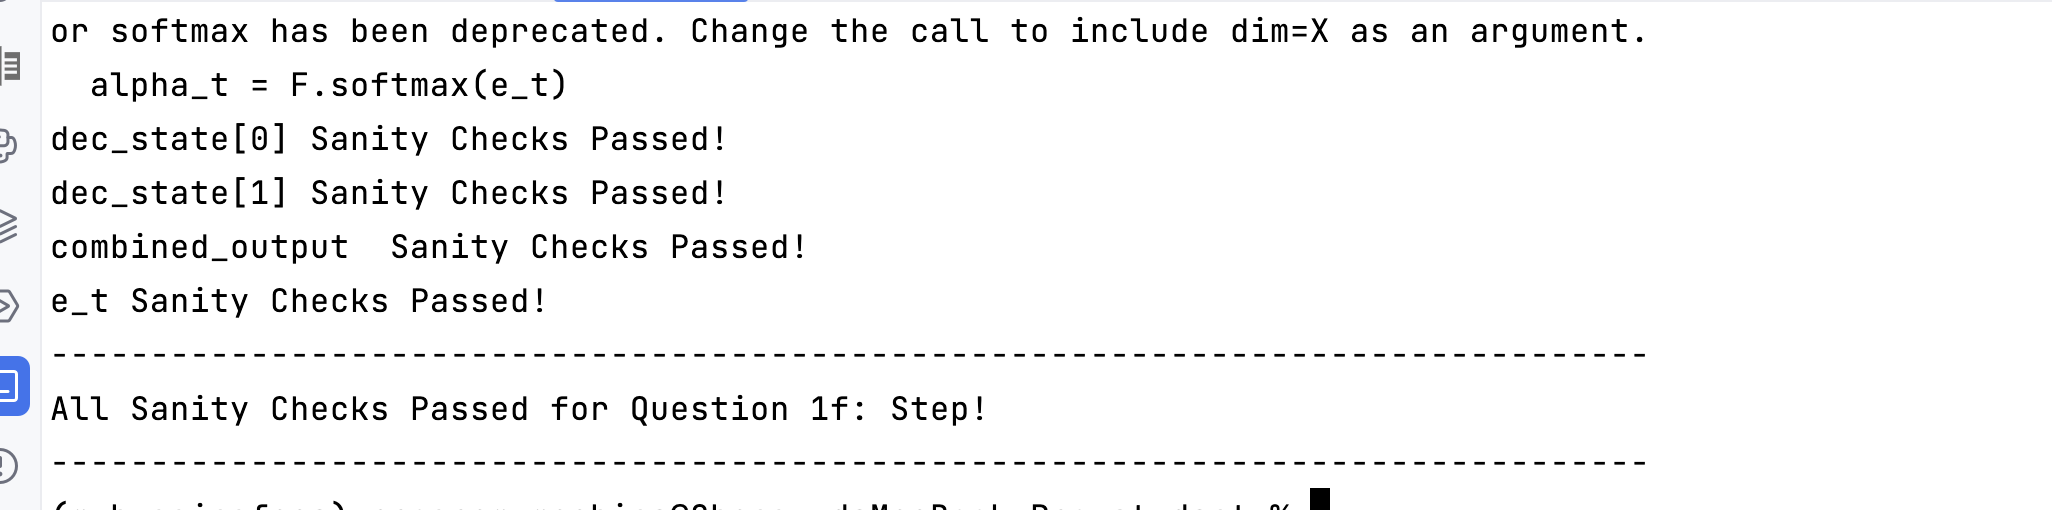 or softmax has been deprecated. Change the call to include dim=X as an argument.
  alpha_t = F.softmax(e_t)
dec_state[0] Sanity Checks Passed!
dec_state[1] Sanity Checks Passed!
combined_output  Sanity Checks Passed!
e_t Sanity Checks Passed!
--------------------------------------------------------------------------------
All Sanity Checks Passed for Question 1f: Step!
--------------------------------------------------------------------------------